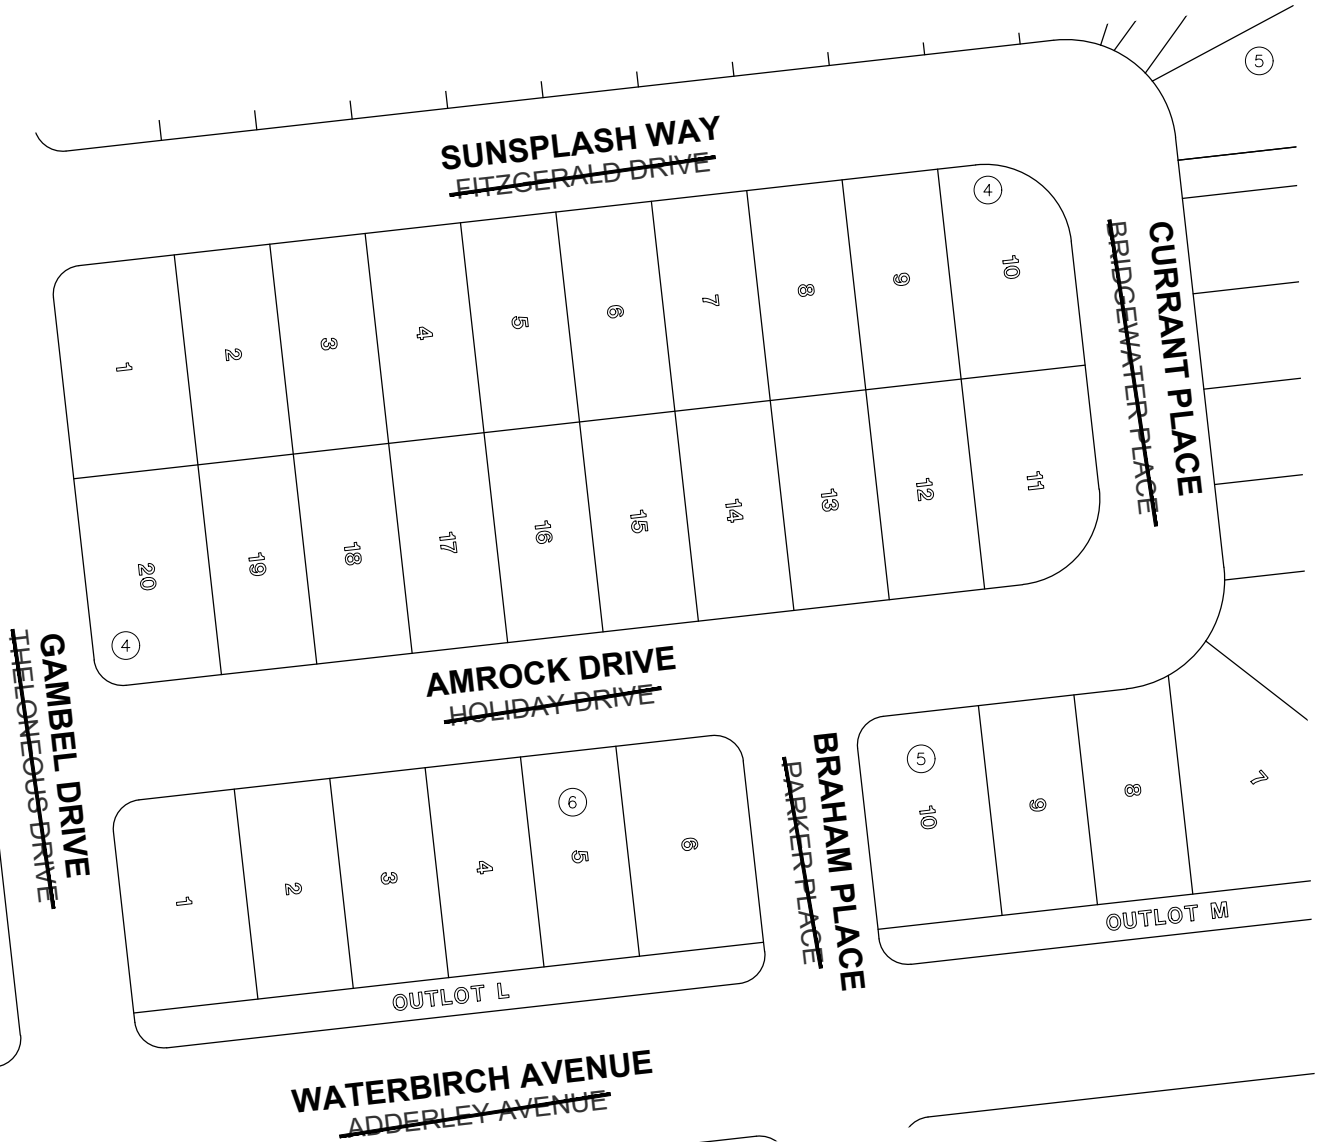 5
SUNSPLASH WAY
FITZGERALD DRIVE
4
CURRANT PLACE
BRIDGEWATER PLACE
1
2
3
4
5
6
7
8
9
10
20
19
18
17
16
15
14
13
12
11
4
GAMBEL DRIVE
THELONEOUS DRIVE
AMROCK DRIVE
HOLIDAY DRIVE
BRAHAM PLACE
PARKER PLACE
6
1
2
3
4
5
6
OUTLOT L
5
10
9
8
7
OUTLOT M
WATERBIRCH AVENUE
ADDERLEY AVENUE